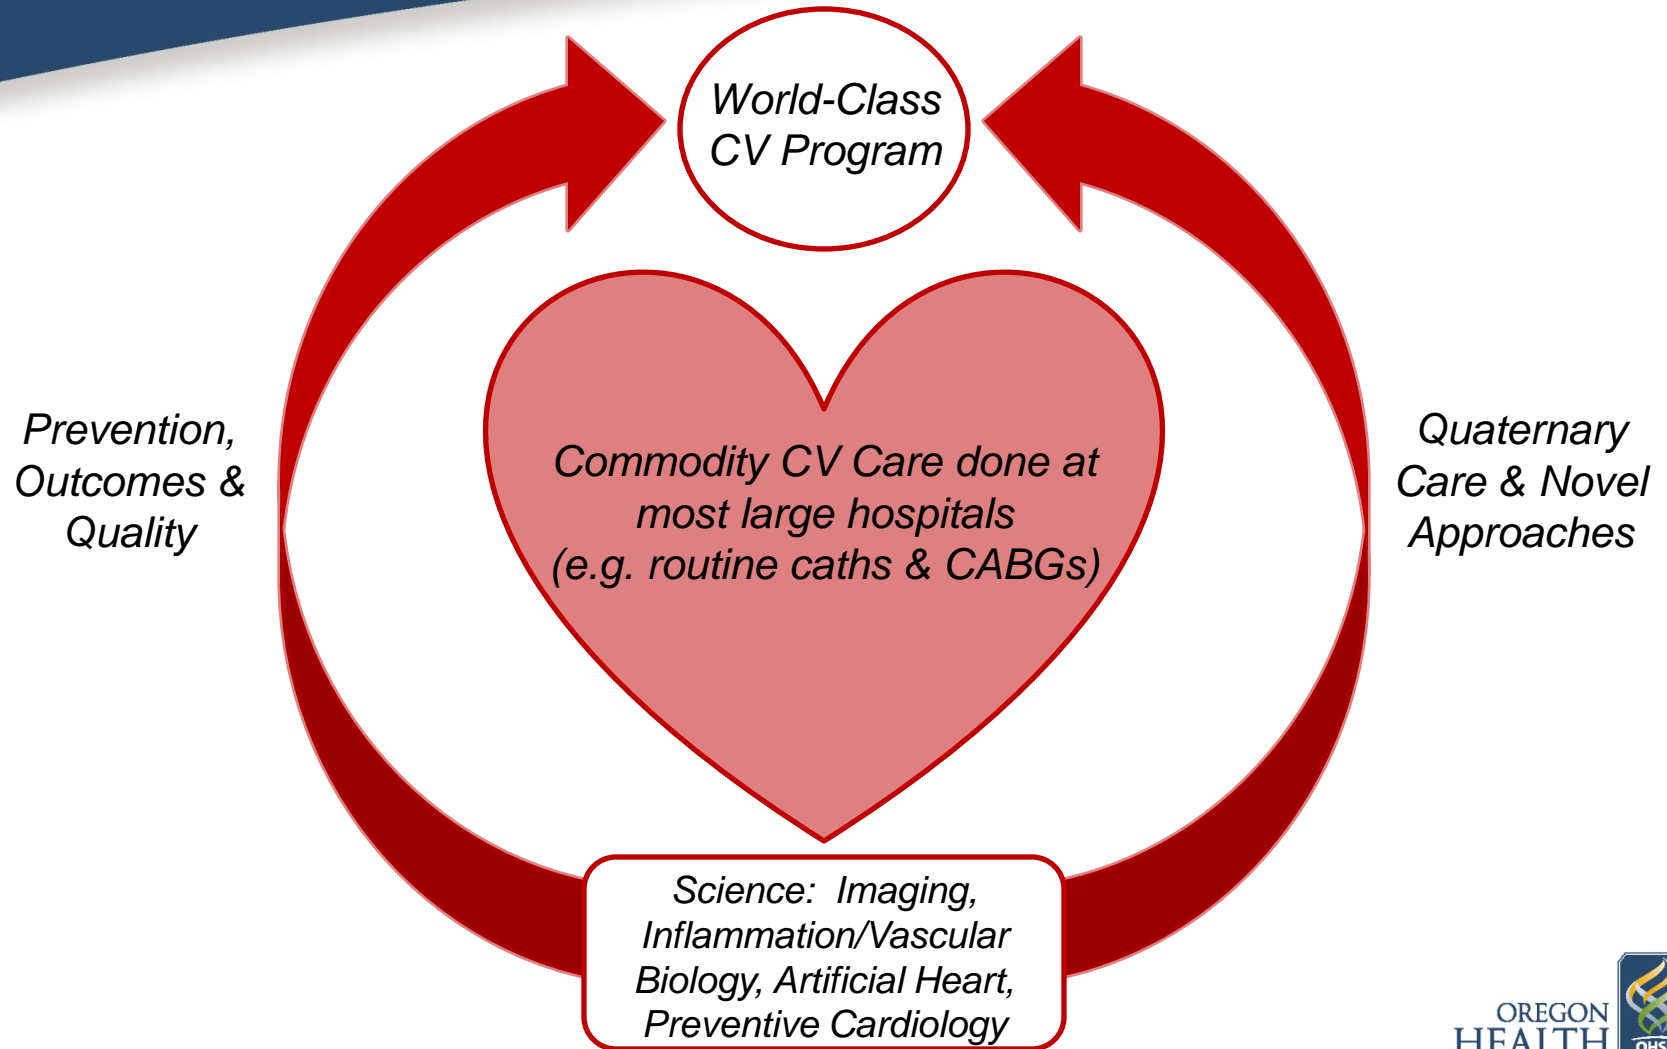 World-Class
CV Program
Prevention,
Outcomes &
Quality
Commodity CV Care done at
most large hospitals
(e.g. routine caths & CABGs)
Quaternary
Care & Novel
Approaches
Science:  Imaging,
Inflammation/Vascular
Biology, Artificial Heart,
Preventive Cardiology
OREGON
HEALTH